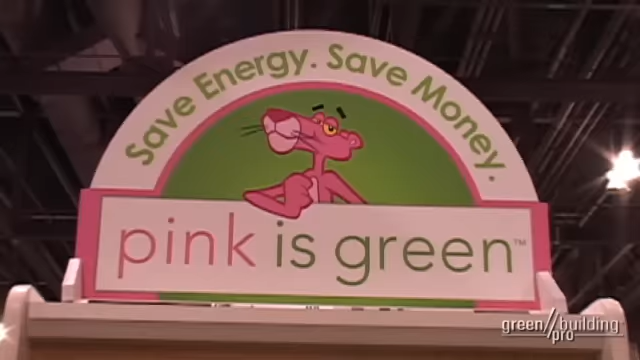 Save Energy. Save Money.
pink is green™
green//building
pro